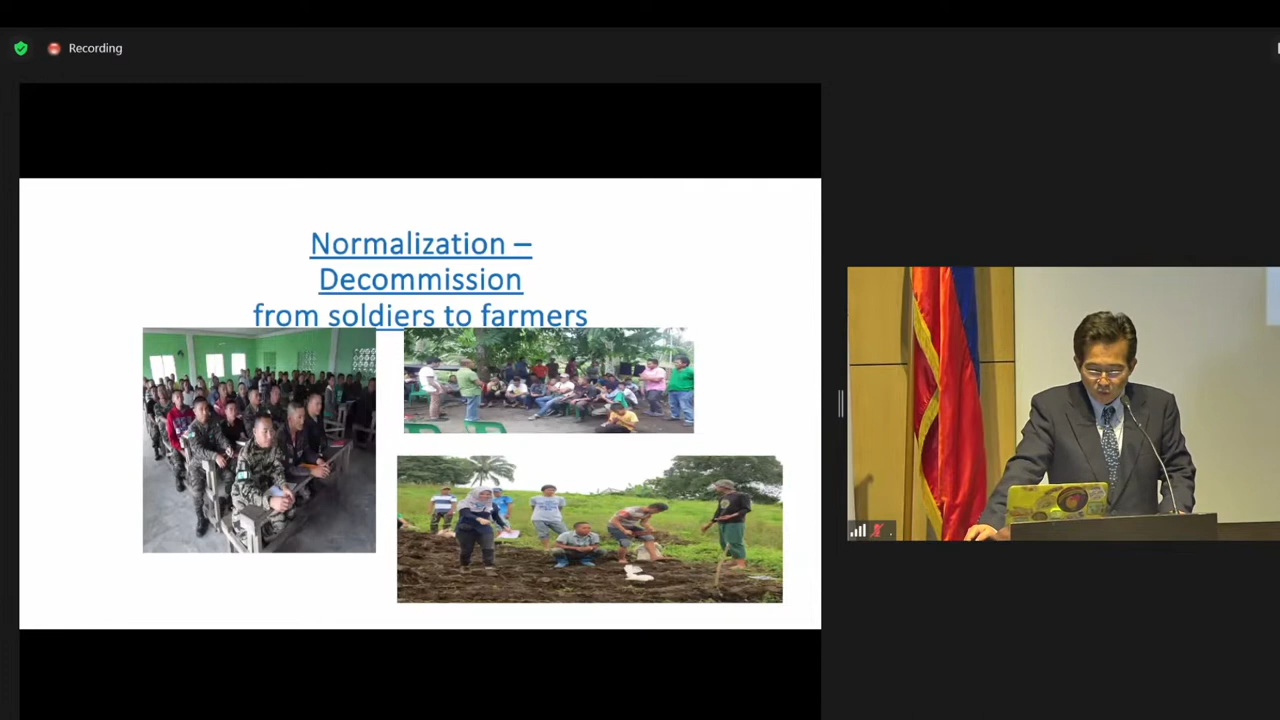 Recording
Normalization –
Decommission
from soldiers to farmers